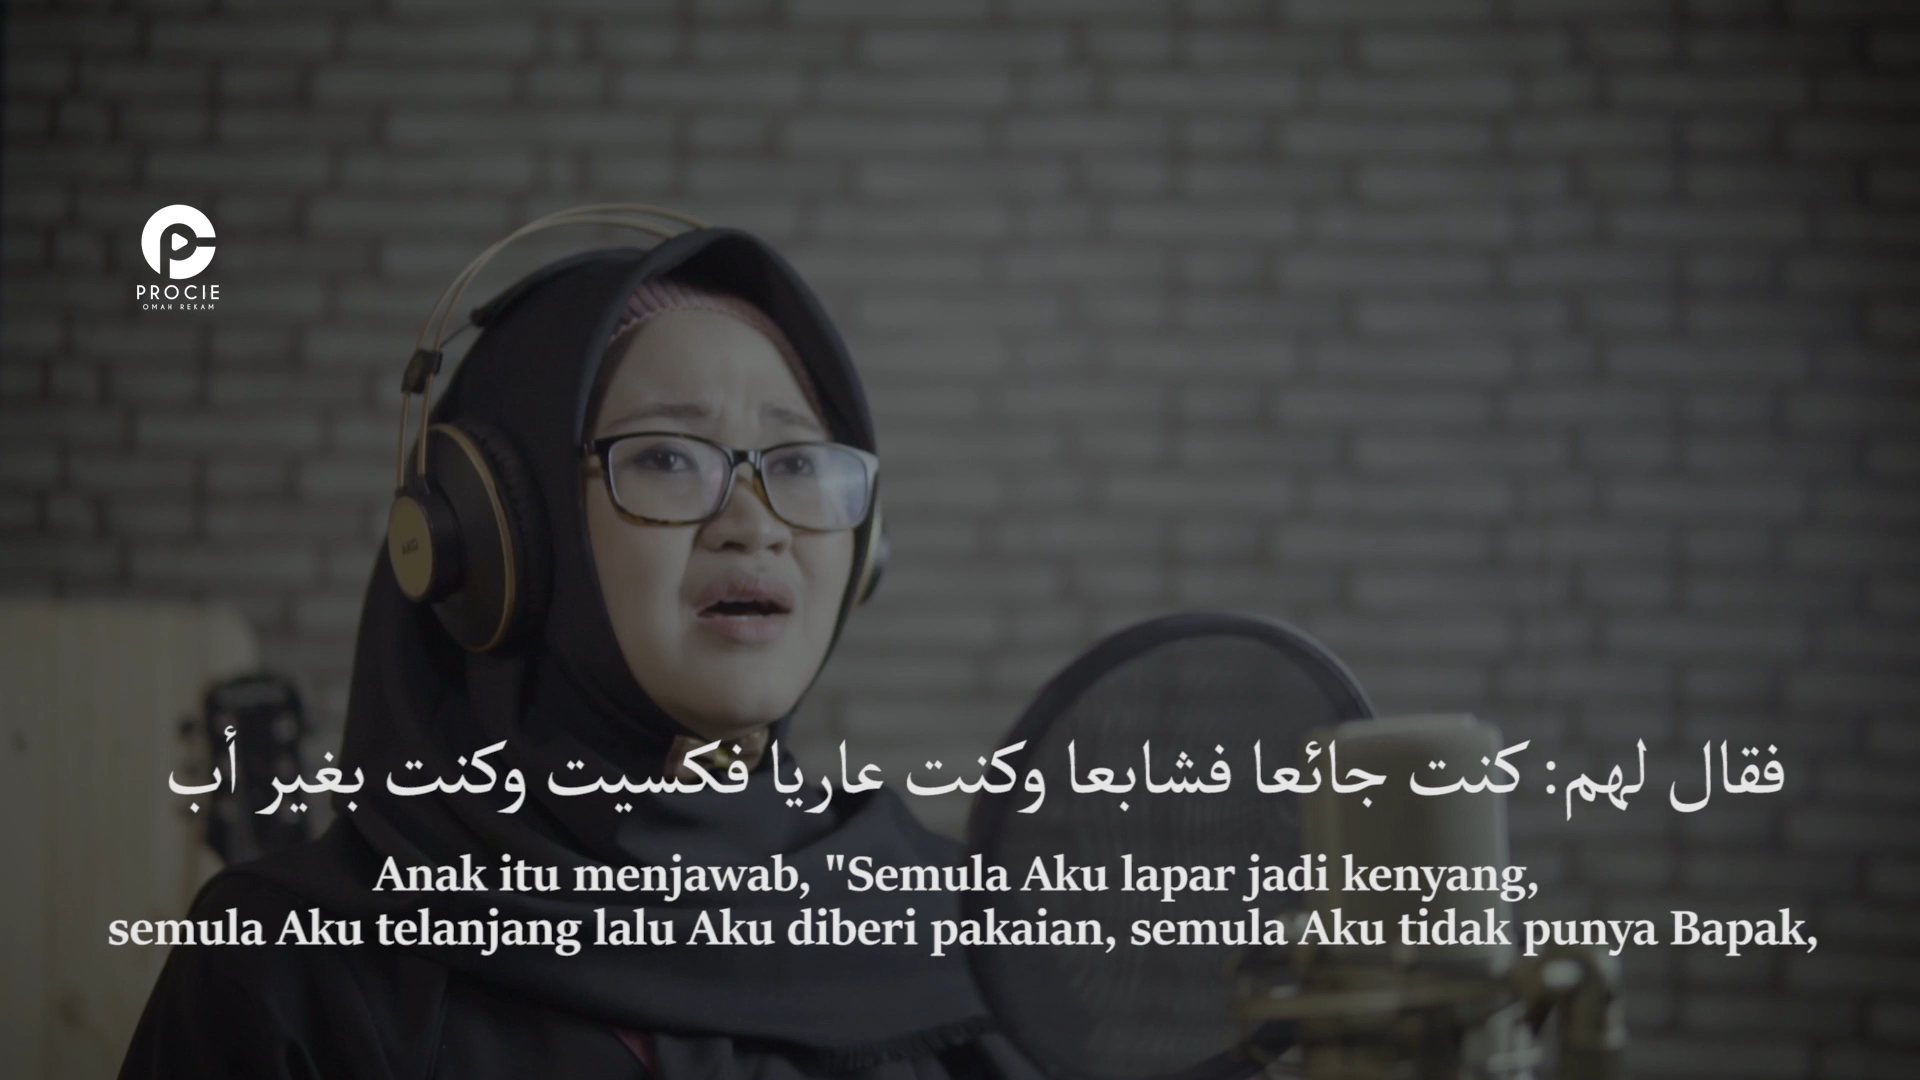 PROCIE
OMAH REKAM
AKG
فقال لهم: كنت جائعا فشابعا وكنت عاريا فكسيت وكنت بغير أب
Anak itu menjawab, "Semula Aku lapar jadi kenyang,
semula Aku telanjang lalu Aku diberi pakaian, semula Aku tidak punya Bapak,